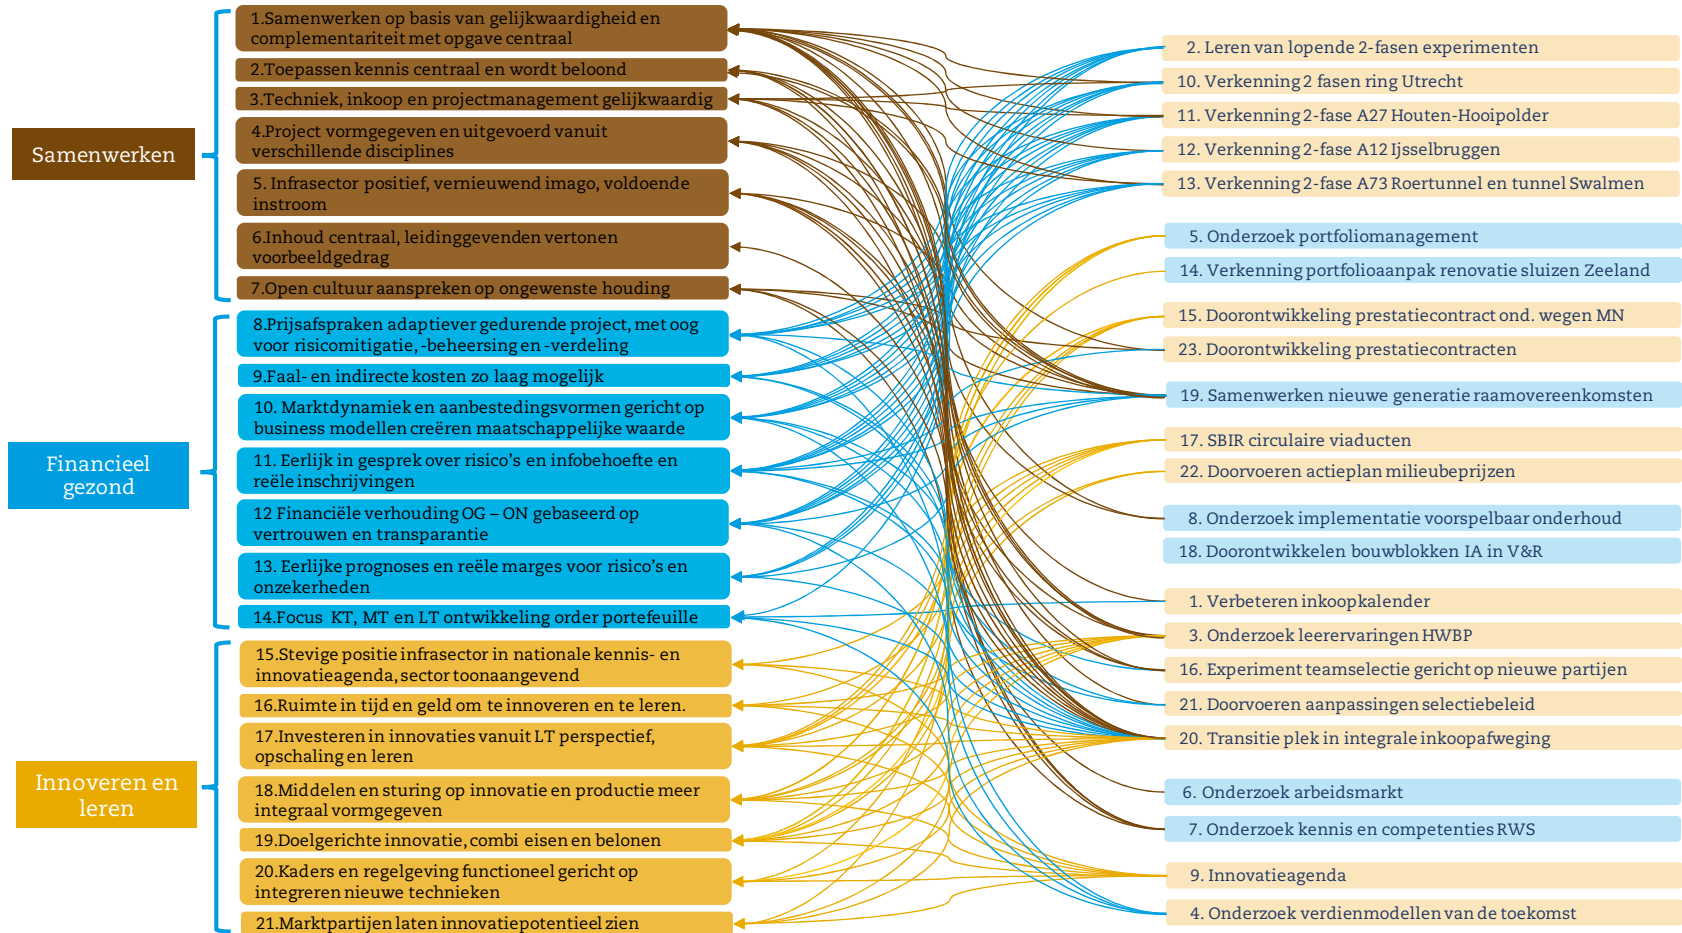 Samenwerken
1.Samenwerken op basis van gelijkwaardigheid en
complementariteit met opgave centraal
2.Toepassen kennis centraal en wordt beloond
3.Techniek, inkoop en projectmanagement gelijkwaardig
4.Project vormgegeven en uitgevoerd vanuit
verschillende disciplines
5. Infrasector positief, vernieuwend imago, voldoende
instroom
6.Inhoud centraal, leidinggevenden vertonen
voorbeeldgedrag
7.Open cultuur aanspreken op ongewenste houding
Financieel
gezond
8.Prijsafspraken adaptiever gedurende project, met oog
voor risicomitigatie, -beheersing en -verdeling
9.Faal- en indirecte kosten zo laag mogelijk
10. Marktdynamiek en aanbestedingsvormen gericht op
business modellen creëren maatschappelijke waarde
11. Eerlijk in gesprek over risico's en infobehoefte en
reële inschrijvingen
12 Financiële verhouding OG – ON gebaseerd op
vertrouwen en transparantie
13. Eerlijke prognoses en reële marges voor risico's en
onzekerheden
14.Focus KT, MT en LT ontwikkeling order portefeuille
Innoveren en
leren
15.Stevige positie infrasector in nationale kennis- en
innovatieagenda, sector toonaangevend
16.Ruimte in tijd en geld om te innoveren en te leren.
17.Investeren in innovaties vanuit LT perspectief,
opschaling en leren
18.Middelen en sturing op innovatie en productie meer
integraal vormgegeven
19.Doelgerichte innovatie, combi eisen en belonen
20.Kaders en regelgeving functioneel gericht op
integreren nieuwe technieken
21.Marktpartijen laten innovatiepotentieel zien
2. Leren van lopende 2-fasen experimenten
10. Verkenning 2 fasen ring Utrecht
11. Verkenning 2-fase A27 Houten-Hooipolder
12. Verkenning 2-fase A12 Ijsselbruggen
13. Verkenning 2-fase A73 Roertunnel en tunnel Swalmen
5. Onderzoek portfoliomanagement
14. Verkenning portfolioaanpak renovatie sluizen Zeeland
15. Doorontwikkeling prestatiecontract ond. wegen MN
23. Doorontwikkeling prestatiecontracten
19. Samenwerken nieuwe generatie raamovereenkomsten
17. SBIR circulaire viaducten
22. Doorvoeren actieplan milieubeprijzen
8. Onderzoek implementatie voorspelbaar onderhoud
18. Doorontwikkelen bouwblokken IA in V&R
1. Verbeteren inkoopkalender
3. Onderzoek leerervaringen HWBP
16. Experiment teamselectie gericht op nieuwe partijen
21. Doorvoeren aanpassingen selectiebeleid
20. Transitie plek in integrale inkoopafweging
6. Onderzoek arbeidsmarkt
7. Onderzoek kennis en competenties RWS
9. Innovatieagenda
4. Onderzoek verdienmodellen van de toekomst